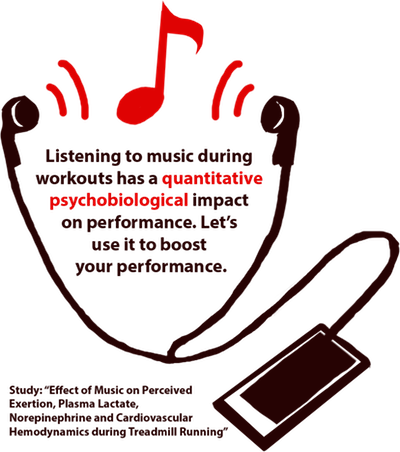 Listening to music during
workouts has a quantitative
psychobiological impact
on performance. Let's
use it to boost
your performance.
Study: "Effect of Music on Perceived
Exertion, Plasma Lactate,
Norepinephrine and Cardiovascular
Hemodynamics during Treadmill Running"